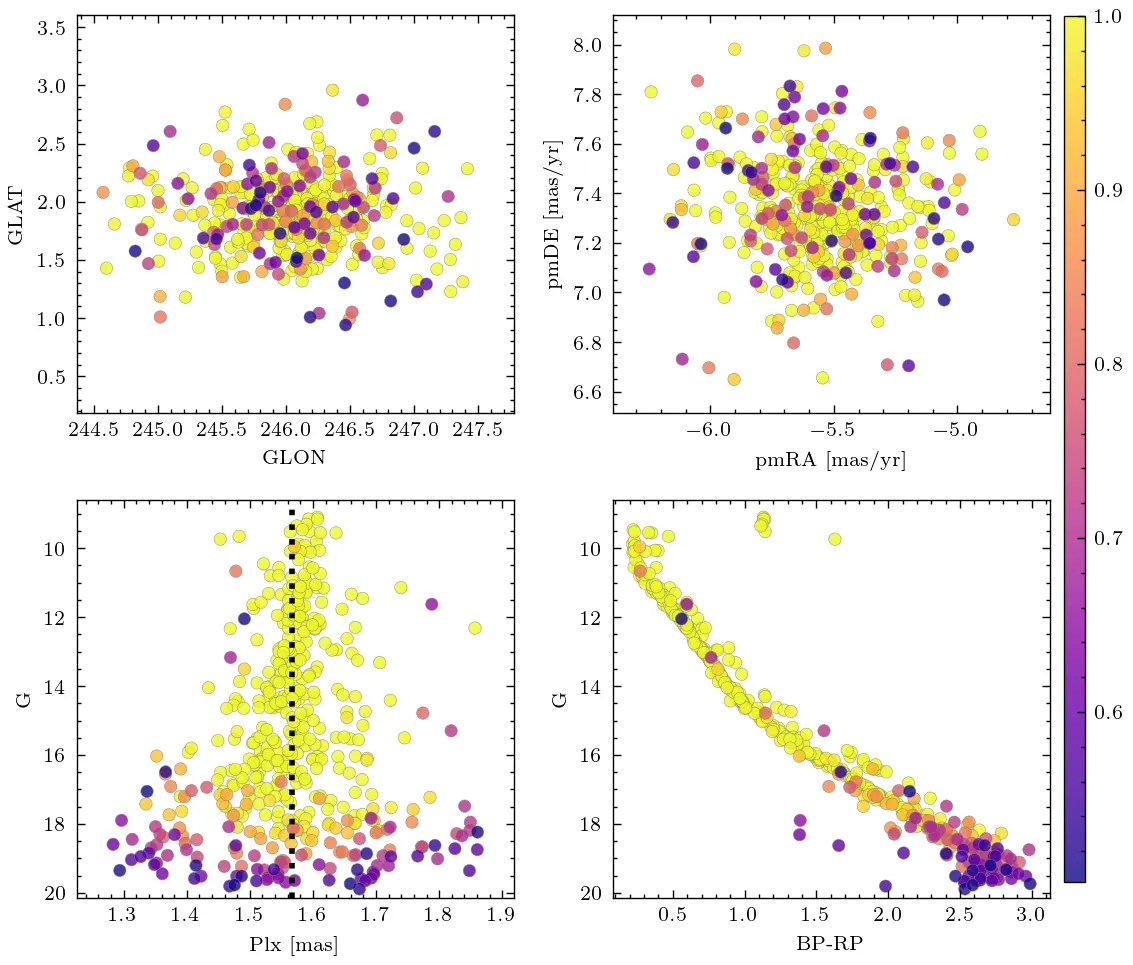 3.5
3.0
2.5
2.0
1.5
1.0
0.5
GLAT
244.5 245.0 245.5 246.0 246.5 247.0 247.5
GLON
8.0
7.8
7.6
7.4
7.2
7.0
6.8
6.6
pmDE [mas/yr]
−6.0 −5.5 −5.0
pmRA [mas/yr]
1.0
0.9
0.8
0.7
0.6
10
12
14
16
18
20
G
1.3 1.4 1.5 1.6 1.7 1.8 1.9
Plx [mas]
10
12
14
16
18
20
G
0.5 1.0 1.5 2.0 2.5 3.0
BP-RP